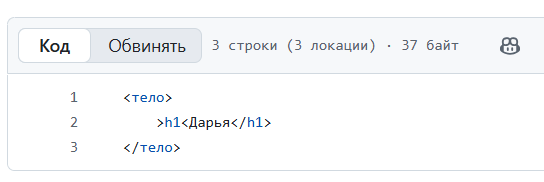 Код Обвинять 3 строки (3 локации) · 37 байт
1 <тело>
2 >h1<Дарья</h1>
3 </тело>